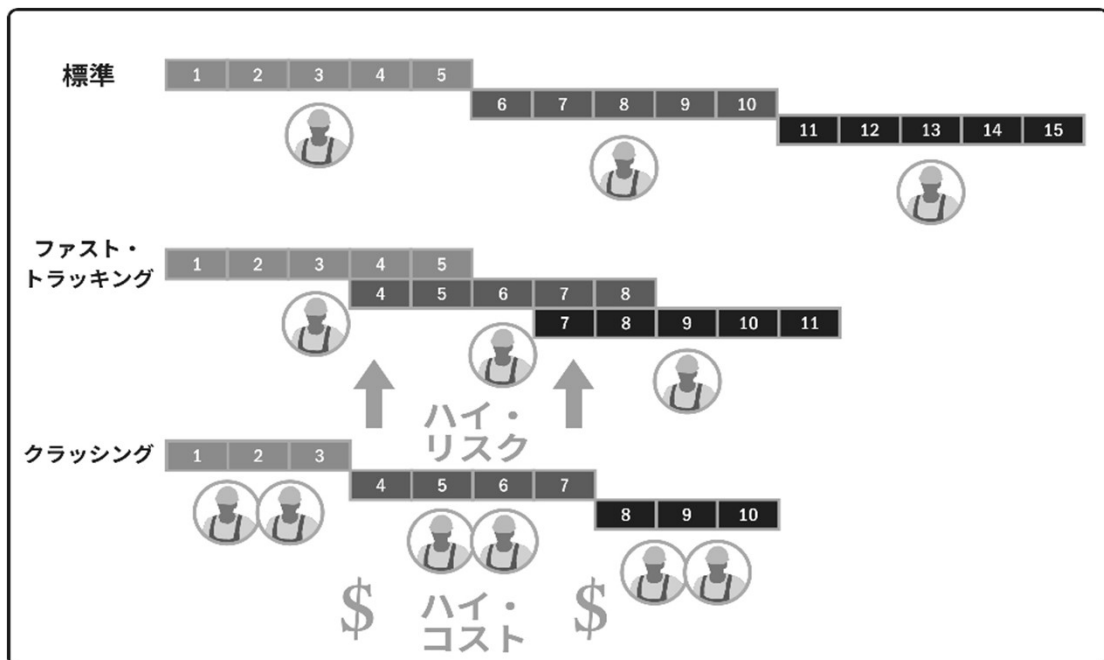 標準
1 2 3 4 5
6 7 8 9 10
11 12 13 14 15
ファスト・
トラッキング
1 2 3 4 5
4 5 6 7 8
7 8 9 10 11
ハイ・
リスク
クラッシング
1 2 3
4 5 6 7
8 9 10
$ ハイ・ $
コスト